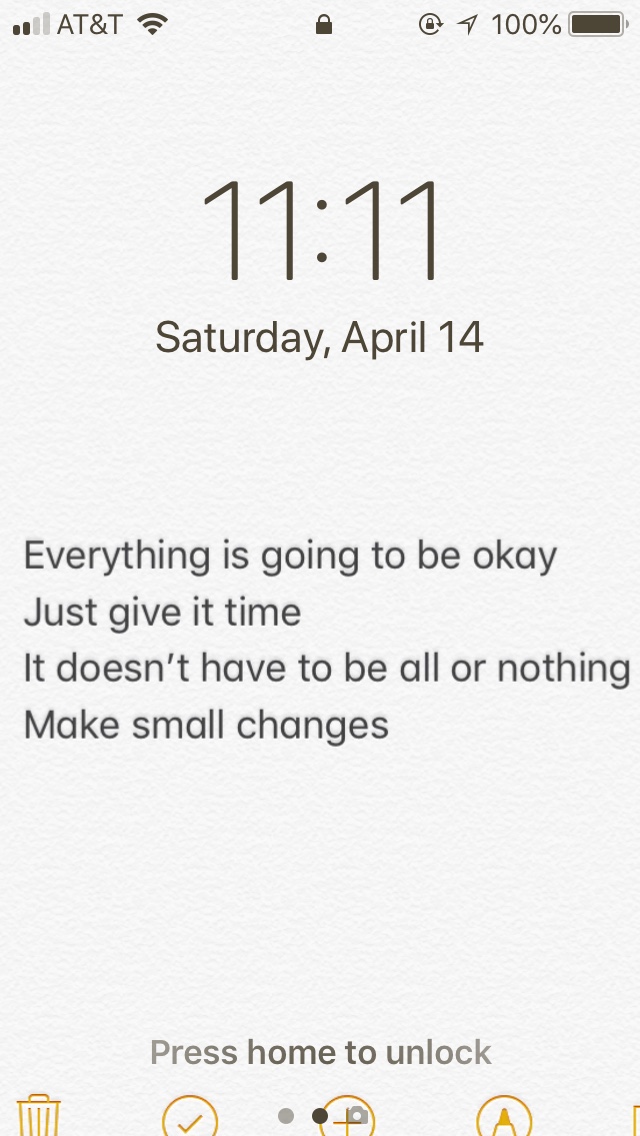 AT&T 100%
11:11
Saturday, April 14
Everything is going to be okay
Just give it time
It doesn’t have to be all or nothing
Make small changes
Press home to unlock